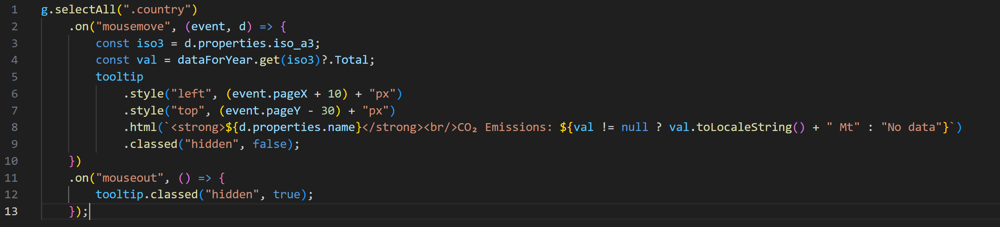 1 g.selectAll(".country")
2     .on("mousemove", (event, d) => {
3         const iso3 = d.properties.iso_a3;
4         const val = dataForYear.get(iso3)?.Total;
5         tooltip
6             .style("left", (event.pageX + 10) + "px")
7             .style("top", (event.pageY - 30) + "px")
8             .html(`<strong>${d.properties.name}</strong><br/>CO₂ Emissions: ${val != null ? val.toLocaleString() + " Mt" : "No data"}`)
9             .classed("hidden", false);
10     })
11     .on("mouseout", () => {
12         tooltip.classed("hidden", true);
13     });